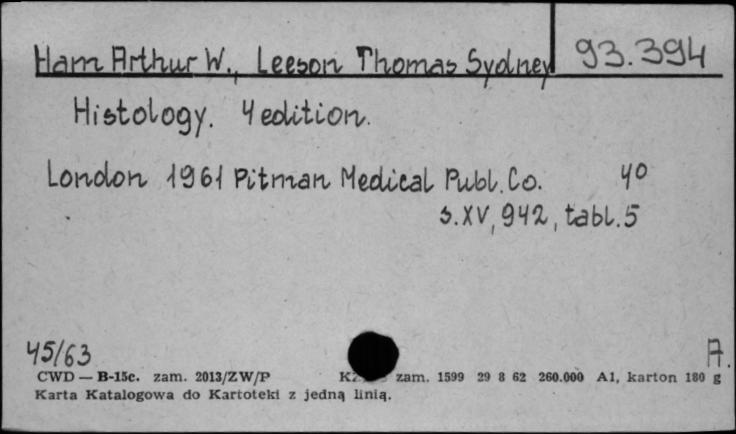 Ham Arthur W., Leeson Thomas Sydney 93.394
Histology. 4 edition.
London 1961 Pitman Medical Publ. Co. 4º
s. XV, 942, tabl. 5
45/63
A.
CWD — B-15c. zam. 2013/ZW/P zam. 1599 29 8 62 260.000 A1, karton 180 g
Karta Katalogowa do Kartoteki z jedną linią.